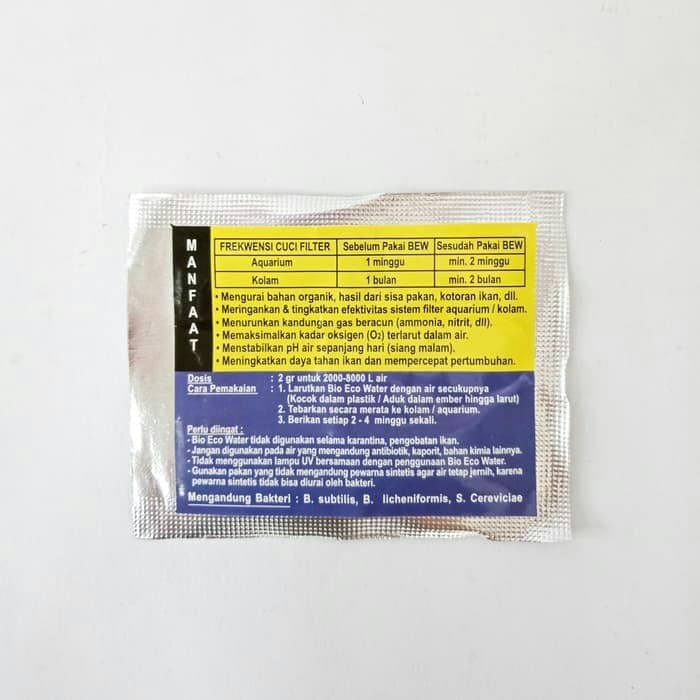 MANFAAT
FREKWENSI CUCI FILTER Sebelum Pakai BEW Sesudah Pakai BEW
Aquarium 1 minggu min. 2 minggu
Kolam 1 bulan min. 2 bulan
• Mengurai bahan organik, hasil dari sisa pakan, kotoran ikan, dll.
• Meringankan & tingkatkan efektivitas sistem filter aquarium / kolam.
• Menurunkan kandungan gas beracun (ammonia, nitrit, dll).
• Memaksimalkan kadar oksigen (O₂) terlarut dalam air.
• Menstabilkan pH air sepanjang hari (siang malam).
• Meningkatkan daya tahan ikan dan mempercepat pertumbuhan.
Dosis : 2 gr untuk 2000-8000 L air
Cara Pemakaian : 1. Larutkan Bio Eco Water dengan air secukupnya
(Kocok dalam plastik / Aduk dalam ember hingga larut)
2. Tebarkan secara merata ke kolam / aquarium.
3. Berikan setiap 2 - 4 minggu sekali.
Perlu diingat :
- Bio Eco Water tidak digunakan selama karantina, pengobatan ikan.
- Jangan digunakan pada air yang mengandung antibiotik, kaporit, bahan kimia lainnya.
- Tidak menggunakan lampu UV bersamaan dengan penggunaan Bio Eco Water.
- Gunakan pakan yang tidak mengandung pewarna sintetis agar air tetap jernih, karena
pewarna sintetis tidak bisa diurai oleh bakteri.
Mengandung Bakteri : B. subtilis, B. licheniformis, S. Cereviciae